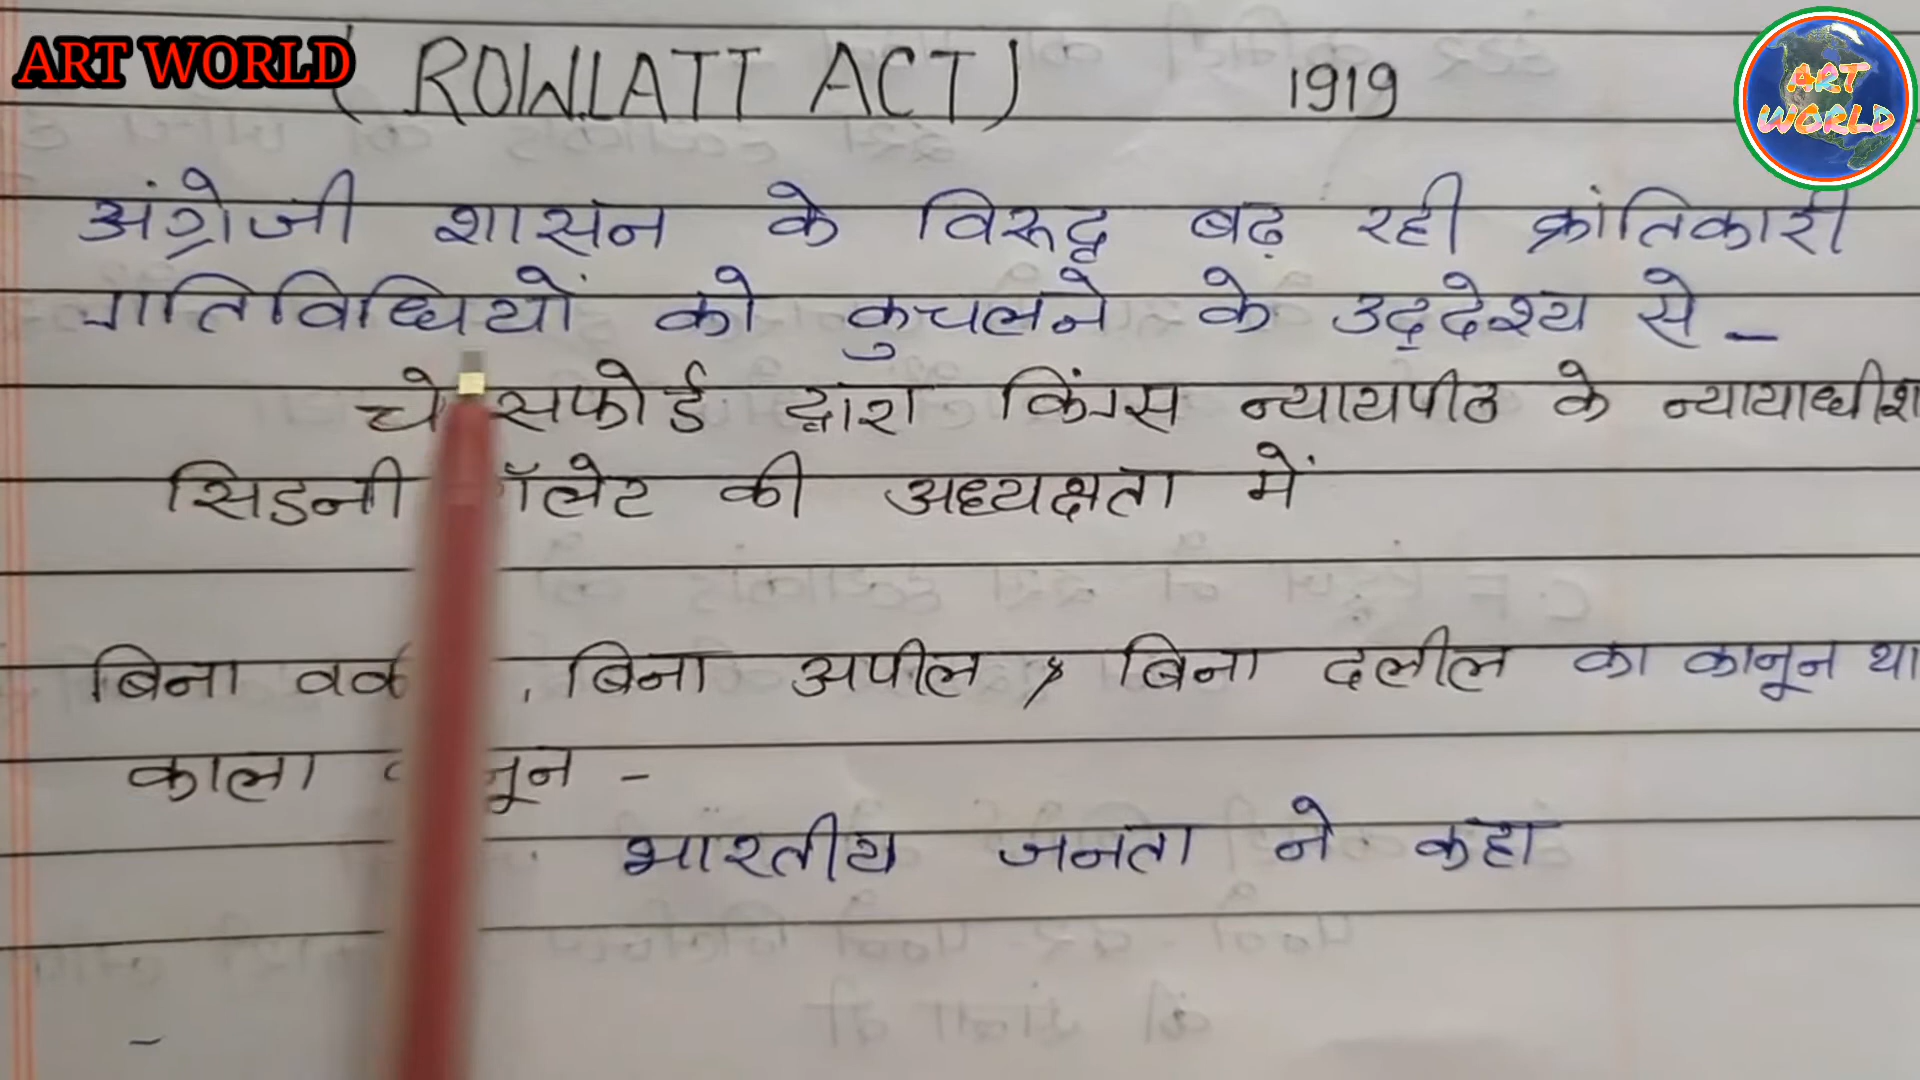 ART WORLD
( ROWLATT ACT ) 1919
ART WORLD
अंग्रेजी शासन के विरूद्ध बढ़ रही क्रांतिकारी
गतिविधियों को कुचलने के उद्देश्य से -
द्वारा किंग्स न्यायपीठ के न्यायाधीश
सिडनी की अध्यक्षता में
बिना , बिना अपील , बिना दलील का कानून था
काला -
भारतीय जनता ने कहा
-